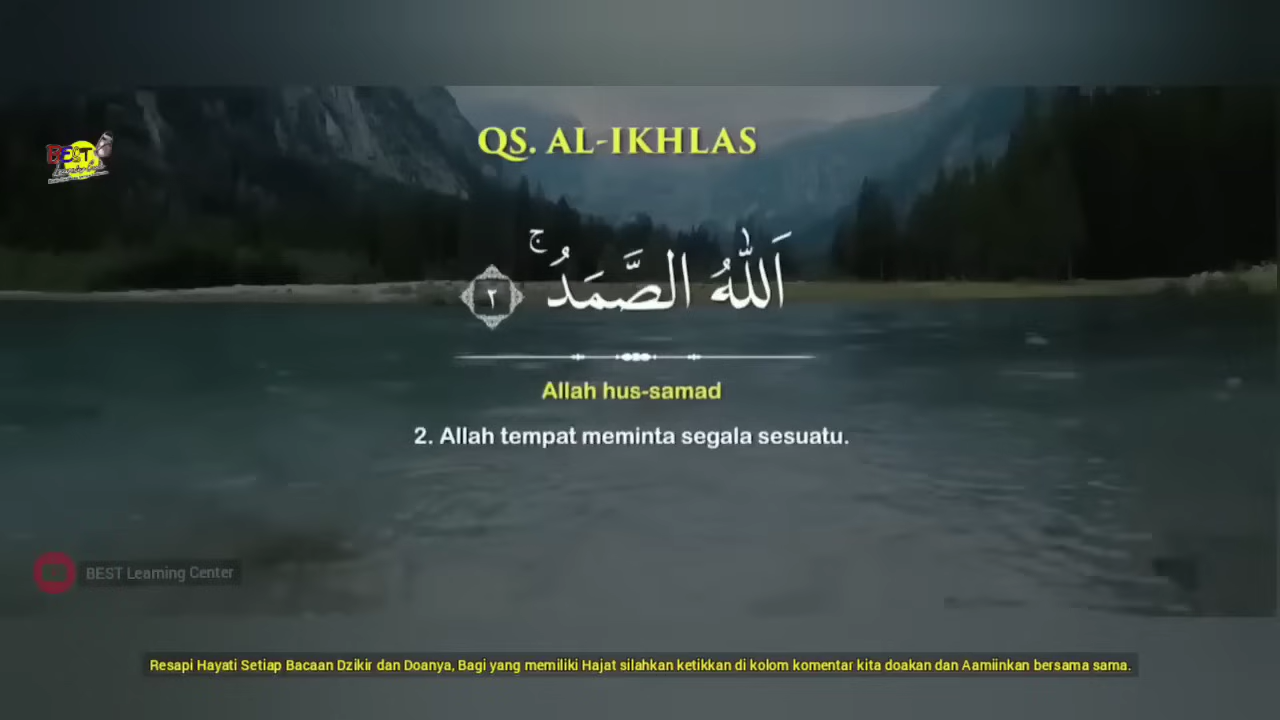 BEST
QS. AL-IKHLAS
اَللّٰهُ الصَّمَدُۚ ٢
Allah hus-samad
2. Allah tempat meminta segala sesuatu.
BEST Learning Center
Resapi Hayati Setiap Bacaan Dzikir dan Doanya, Bagi yang memiliki Hajat silahkan ketikkan di kolom komentar kita doakan dan Aamiinkan bersama sama.